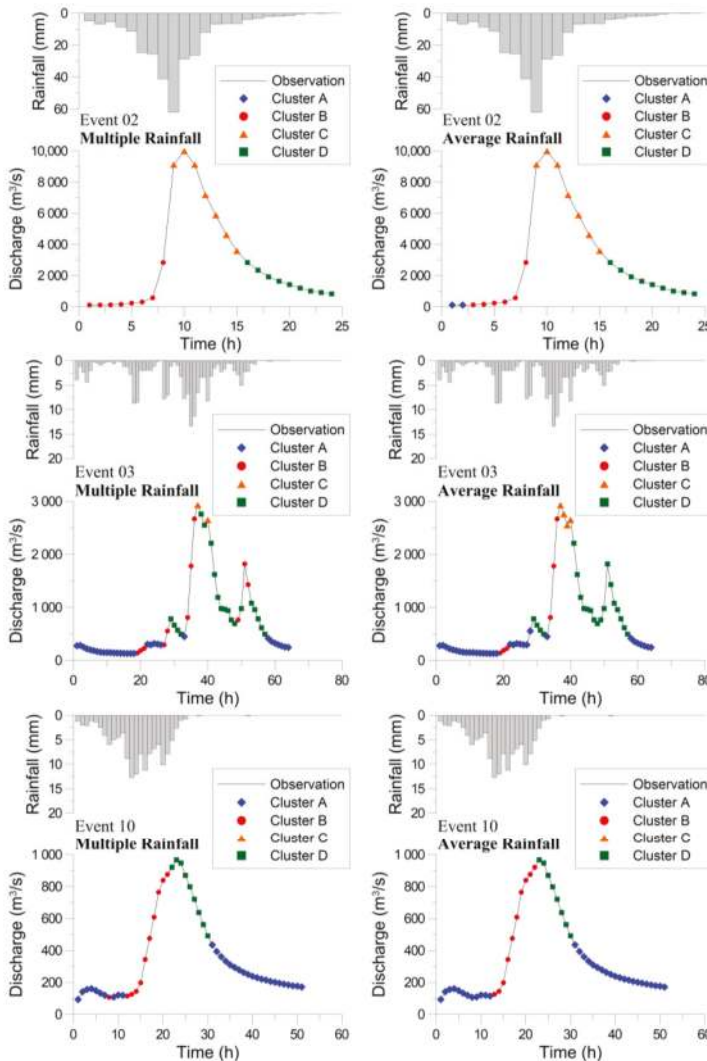 0
20
40
60
Rainfall (mm)
Observation
Cluster A
Cluster B
Cluster C
Cluster D
Event 02
Multiple Rainfall
10,000
8 000
6 000
4 000
2 000
0
Discharge (m³/s)
0 5 10 15 20 25
Time (h)
0
20
40
60
Rainfall (mm)
Observation
Cluster A
Cluster B
Cluster C
Cluster D
Event 02
Average Rainfall
10,000
8 000
6 000
4 000
2 000
0
Discharge (m³/s)
0 5 10 15 20 25
Time (h)
0
5
10
15
20
Rainfall (mm)
Observation
Cluster A
Cluster B
Cluster C
Cluster D
Event 03
Multiple Rainfall
3 000
2 000
1 000
0
Discharge (m³/s)
0 20 40 60 80
Time (h)
0
5
10
15
20
Rainfall (mm)
Observation
Cluster A
Cluster B
Cluster C
Cluster D
Event 03
Average Rainfall
3 000
2 000
1 000
0
Discharge (m³/s)
0 20 40 60 80
Time (h)
0
5
10
15
20
Rainfall (mm)
Observation
Cluster A
Cluster B
Cluster C
Cluster D
Event 10
Multiple Rainfall
1 000
800
600
400
200
0
Discharge (m³/s)
0 10 20 30 40 50 60
Time (h)
0
5
10
15
20
Rainfall (mm)
Observation
Cluster A
Cluster B
Cluster C
Cluster D
Event 10
Average Rainfall
1 000
800
600
400
200
0
Discharge (m³/s)
0 10 20 30 40 50 60
Time (h)